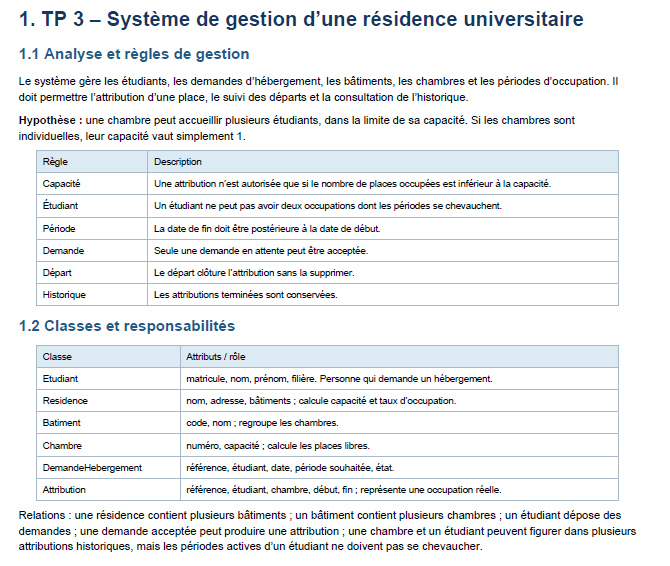 1. TP 3 – Système de gestion d’une résidence universitaire
1.1 Analyse et règles de gestion
Le système gère les étudiants, les demandes d’hébergement, les bâtiments, les chambres et les périodes d’occupation. Il
doit permettre l’attribution d’une place, le suivi des départs et la consultation de l’historique.
Hypothèse : une chambre peut accueillir plusieurs étudiants, dans la limite de sa capacité. Si les chambres sont
individuelles, leur capacité vaut simplement 1.
Règle Description
Capacité Une attribution n’est autorisée que si le nombre de places occupées est inférieur à la capacité.
Étudiant Un étudiant ne peut pas avoir deux occupations dont les périodes se chevauchent.
Période La date de fin doit être postérieure à la date de début.
Demande Seule une demande en attente peut être acceptée.
Départ Le départ clôture l’attribution sans la supprimer.
Historique Les attributions terminées sont conservées.
1.2 Classes et responsabilités
Classe Attributs / rôle
Etudiant matricule, nom, prénom, filière. Personne qui demande un hébergement.
Residence nom, adresse, bâtiments ; calcule capacité et taux d’occupation.
Batiment code, nom ; regroupe les chambres.
Chambre numéro, capacité ; calcule les places libres.
DemandeHebergement référence, étudiant, date, période souhaitée, état.
Attribution référence, étudiant, chambre, début, fin ; représente une occupation réelle.
Relations : une résidence contient plusieurs bâtiments ; un bâtiment contient plusieurs chambres ; un étudiant dépose des
demandes ; une demande acceptée peut produire une attribution ; une chambre et un étudiant peuvent figurer dans plusieurs
attributions historiques, mais les périodes actives d’un étudiant ne doivent pas se chevaucher.